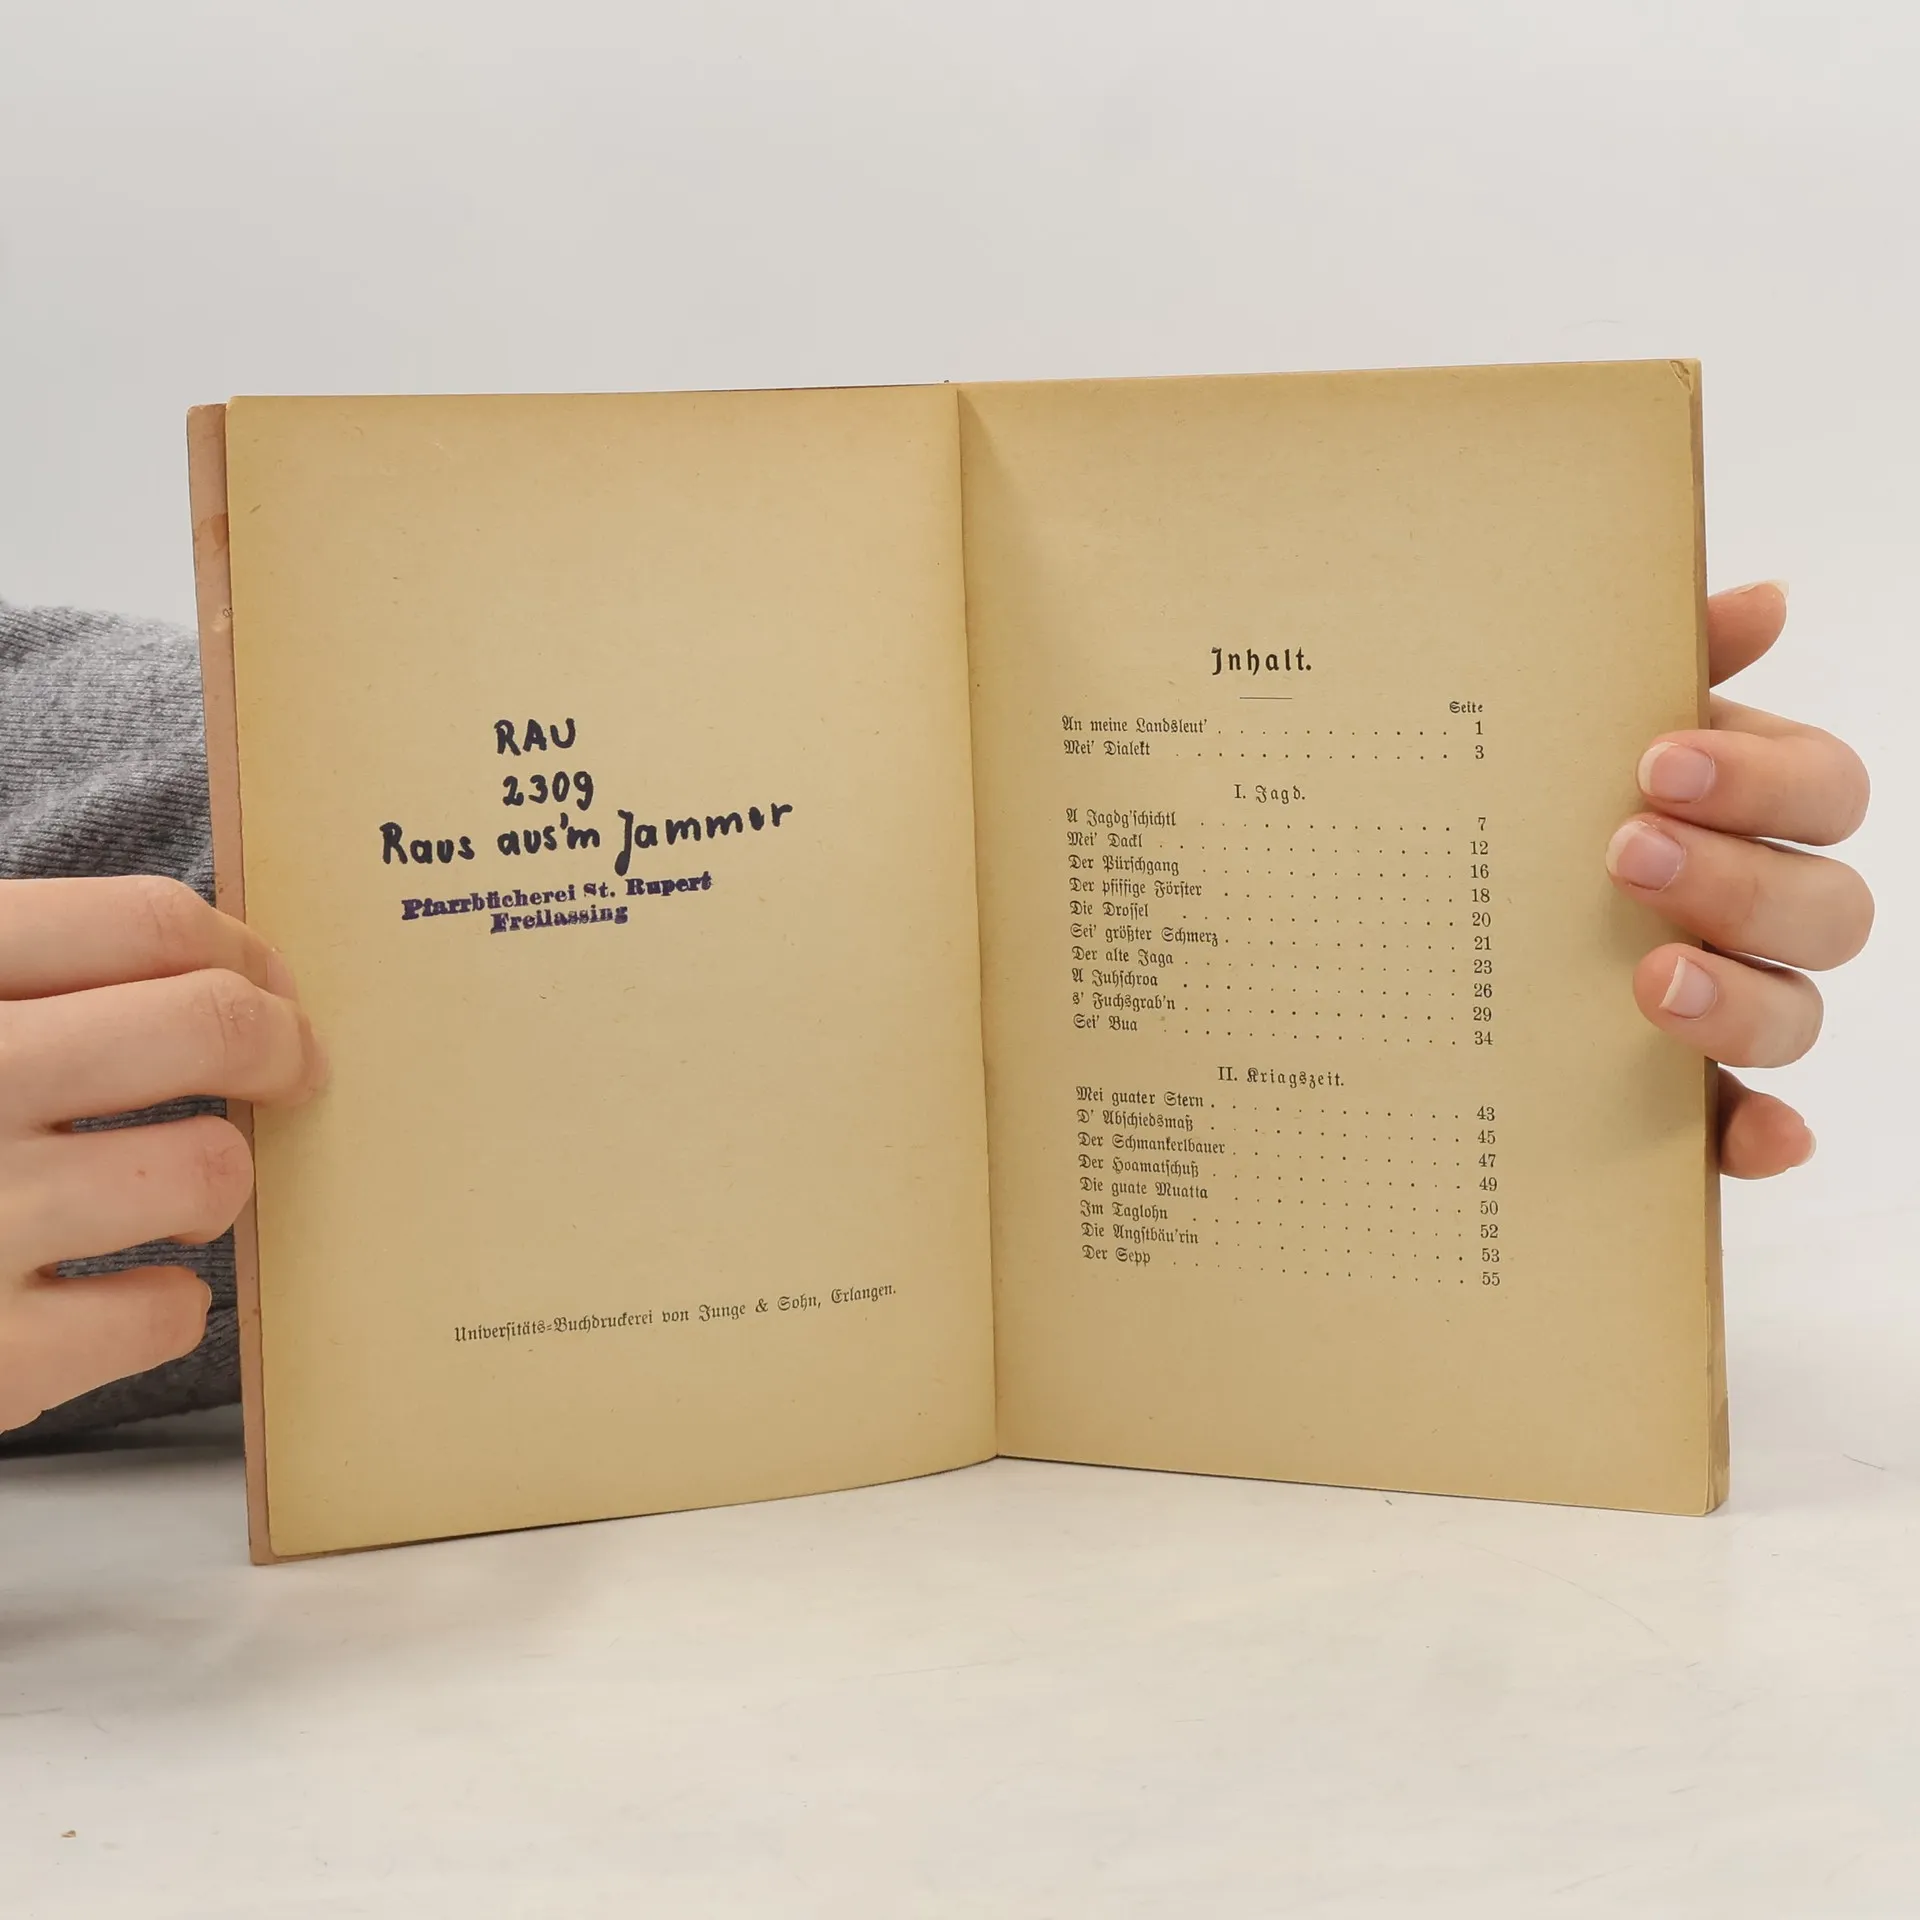 RAU
2309
Raus aus'm Jammer
Pfarrbücherei St. Rupert
Freilassing
Universitäts-Buchdruckerei von Junge & Sohn, Erlangen.
Inhalt.
Seite
An meine Landsleut' . . . . . . . . . . . 1
Mei' Dialekt . . . . . . . . . . . . 3
I. Jagd.
A Jagdg'schichtl . . . . . . . . . . . 7
Mei' Dackl . . . . . . . . . . . . 12
Der Pürschgang . . . . . . . . . . . 16
Der pfiffige Förster . . . . . . . . . . 18
Die Drossel . . . . . . . . . . . 20
Sei' größter Schmerz . . . . . . . . . . 21
Der alte Jaga . . . . . . . . . . . 23
A Juhschroa . . . . . . . . . . . 26
s' Fuchsgrab'n . . . . . . . . . . . 29
Sei' Bua . . . . . . . . . . . 34
II. Kriagszeit.
Mei guater Stern . . . . . . . . . . . 43
D' Abschiedsmaß . . . . . . . . . . . 45
Der Schmankerlbauer . . . . . . . . . . 47
Der Hoamatschuß . . . . . . . . . . . 49
Die guate Muatta . . . . . . . . . . 50
Im Taglohn . . . . . . . . . . . 52
Die Angstbäu'rin . . . . . . . . . . . 53
Der Sepp . . . . . . . . . . . 55